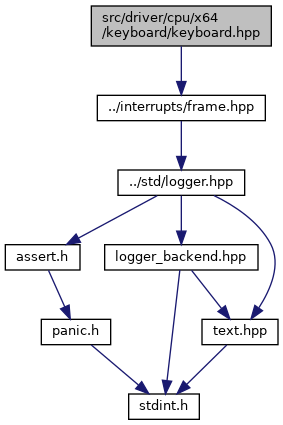 src/driver/cpu/x64
/keyboard/keyboard.hpp
../interrupts/frame.hpp
../std/logger.hpp
assert.h
logger_backend.hpp
panic.h
text.hpp
stdint.h